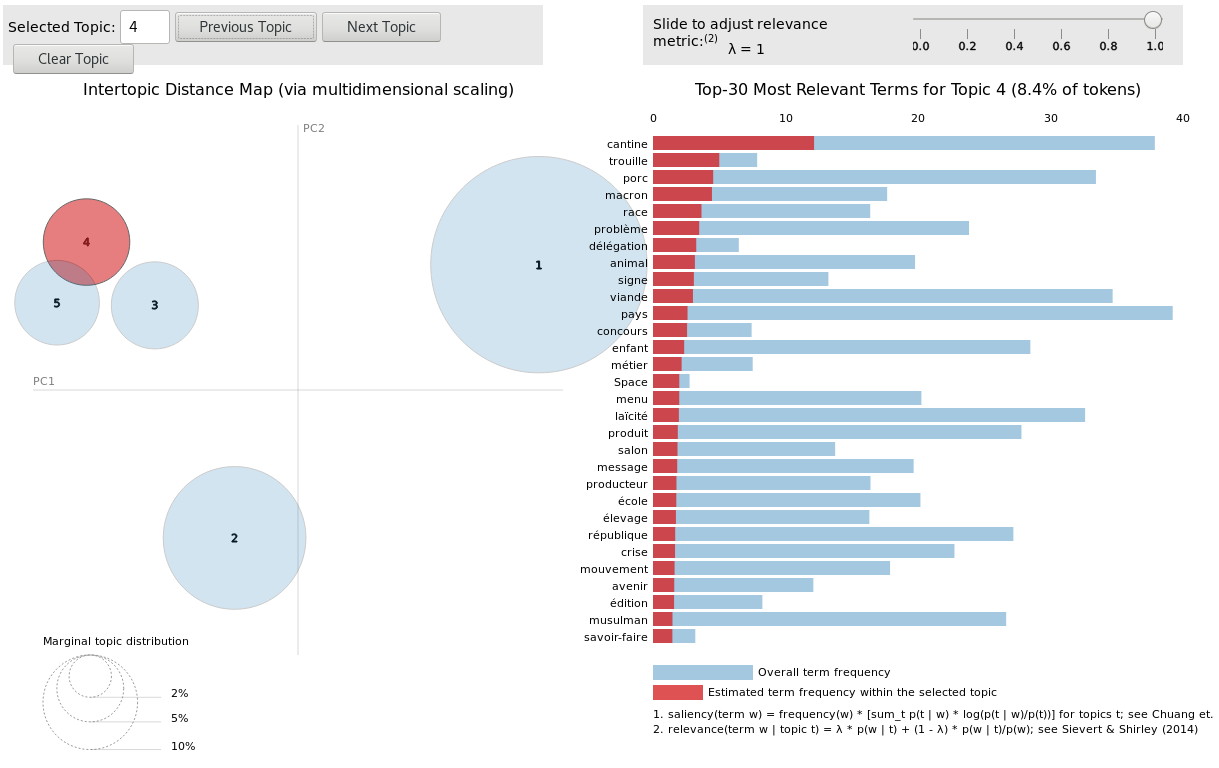 Selected Topic: 4 Previous Topic Next Topic
Clear Topic
Slide to adjust relevance
metric:(2) λ = 1
0.0 0.2 0.4 0.6 0.8 1.0
Intertopic Distance Map (via multidimensional scaling)
PC2
PC1
4
5
3
1
2
Marginal topic distribution
2%
5%
10%
Top-30 Most Relevant Terms for Topic 4 (8.4% of tokens)
0 10 20 30 40
cantine
trouille
porc
macron
race
problème
délégation
animal
signe
viande
pays
concours
enfant
métier
Space
menu
laïcité
produit
salon
message
producteur
école
élevage
république
crise
mouvement
avenir
édition
musulman
savoir-faire
Overall term frequency
Estimated term frequency within the selected topic
1. saliency(term w) = frequency(w) * [sum_t p(t | w) * log(p(t | w)/p(t))] for topics t; see Chuang et.
2. relevance(term w | topic t) = λ * p(w | t) + (1 - λ) * p(w | t)/p(w); see Sievert & Shirley (2014)